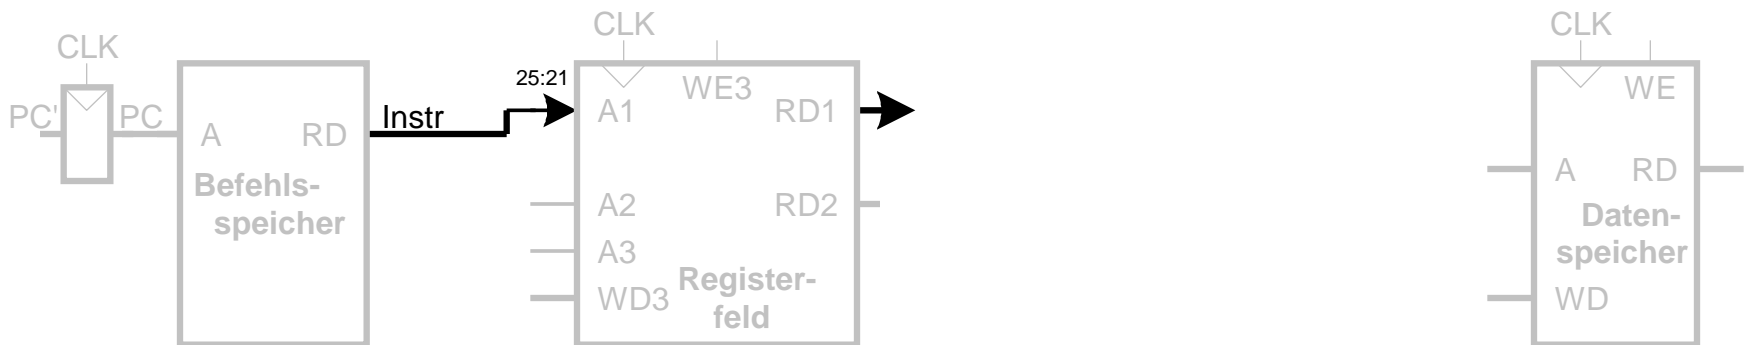 CLK
CLK
CLK
25:21
WE3
WE
PC'
PC
A
RD
Instr
A1
RD1
Befehls-
speicher
A
RD
A2
RD2
Daten-
speicher
A3
WD3
Register-
feld
WD